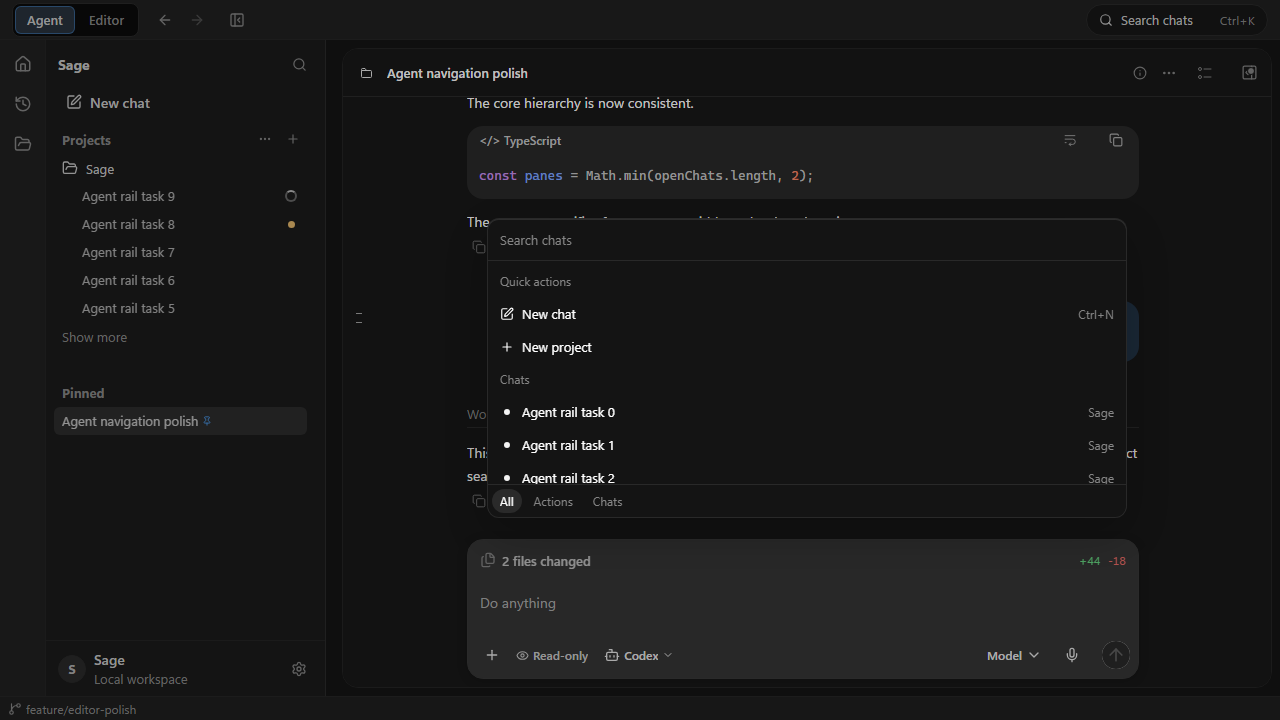 Agent
Editor
Search chats
Ctrl+K
Sage
New chat
Projects
Sage
Agent rail task 9
Agent rail task 8
Agent rail task 7
Agent rail task 6
Agent rail task 5
Show more
Pinned
Agent navigation polish
S
Sage
Local workspace
feature/editor-polish
Agent navigation polish
The core hierarchy is now consistent.
</> TypeScript
const panes = Math.min(openChats.length, 2);
The
Search chats
Quick actions
New chat
Ctrl+N
New project
Chats
Agent rail task 0
Sage
Agent rail task 1
Sage
Agent rail task 2
Sage
All
Actions
Chats
2 files changed
+44 -18
Do anything
Read-only
Codex
Model